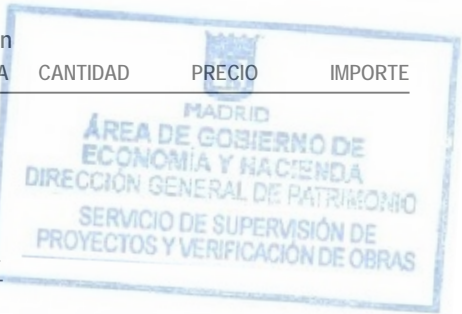 n
A CANTIDAD PRECIO IMPORTE
MADRID
ÁREA DE GOBIERNO DE
ECONOMÍA Y HACIENDA
DIRECCIÓN GENERAL DE PATRIMONIO
SERVICIO DE SUPERVISIÓN DE
PROYECTOS Y VERIFICACIÓN DE OBRAS